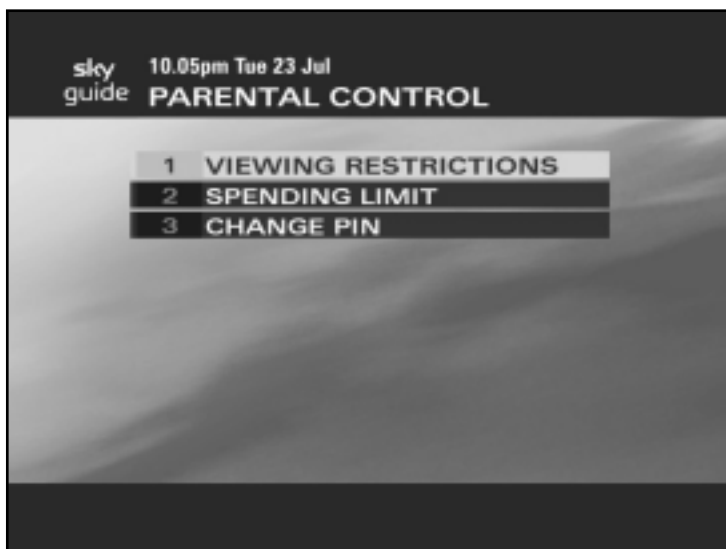 sky
guide
10.05pm Tue 23 Jul
PARENTAL CONTROL
1 VIEWING RESTRICTIONS
2 SPENDING LIMIT
3 CHANGE PIN